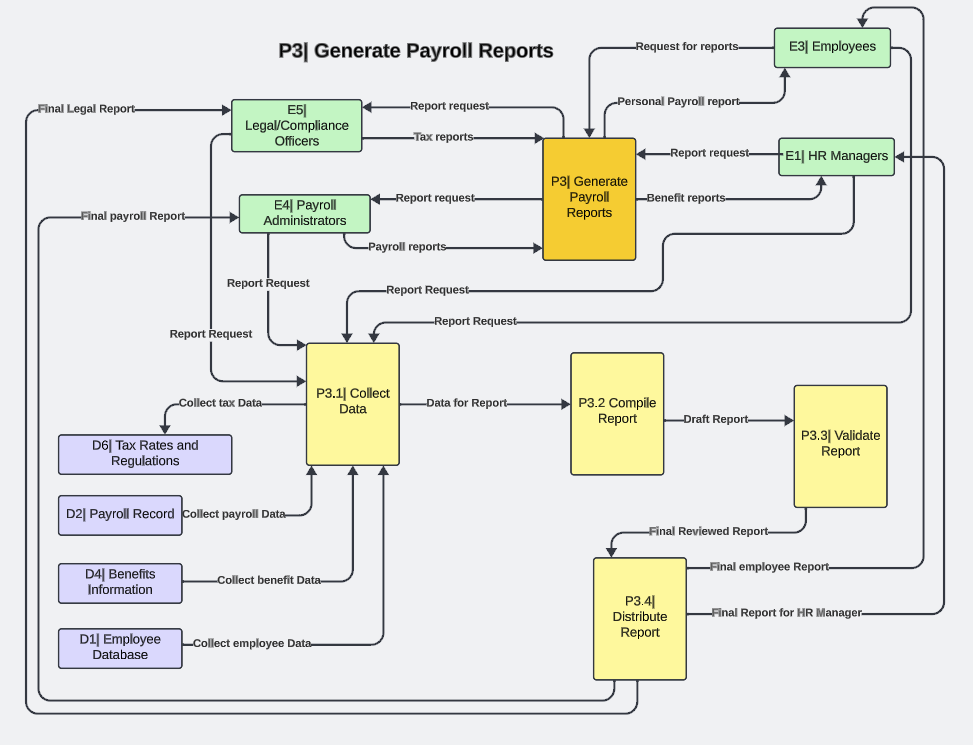 P3| Generate Payroll Reports
Request for reports
E3| Employees
Personal Payroll report
Final Legal Report
E5|
Legal/Compliance
Officers
Report request
Tax reports
P3| Generate
Payroll
Reports
Report request
E1| HR Managers
Benefit reports
Final payroll Report
E4| Payroll
Administrators
Report request
Payroll reports
Report Request
Report Request
Report Request
Report Request
P3.1| Collect
Data
Collect tax Data
D6| Tax Rates and
Regulations
Data for Report
P3.2 Compile
Report
Draft Report
P3.3| Validate
Report
D2| Payroll Record
Collect payroll Data
Final Reviewed Report
D4| Benefits
Information
Collect benefit Data
Final employee Report
P3.4|
Distribute
Report
Final Report for HR Manager
D1| Employee
Database
Collect employee Data